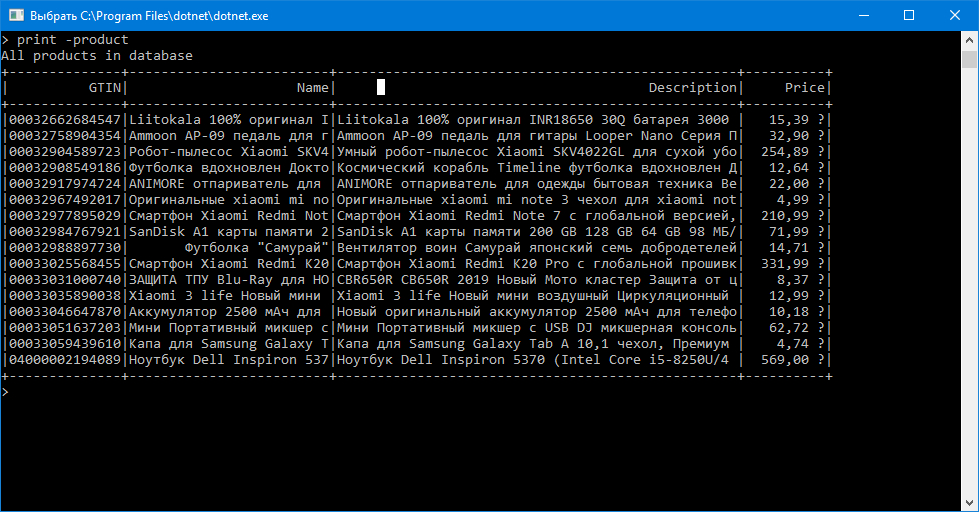 Выбрать C:\Program Files\dotnet\dotnet.exe
> print -product
All products in database
+--------------+-------------------------+--------------------------------------------------+----------+
|          GTIN|                     Name|                                       Description|     Price|
+--------------+-------------------------+--------------------------------------------------+----------+
|00032662684547|Liitokala 100% оригинал I|Liitokala 100% оригинал INR18650 30Q батарея 3000 |   15,39 ?|
|00032758904354|Ammoon AP-09 педаль для г|Ammoon AP-09 педаль для гитары Looper Nano Серия П|   32,90 ?|
|00032904589723|Робот-пылесос Xiaomi SKV4|Умный робот-пылесос Xiaomi SKV4022GL для сухой убо|  254,89 ?|
|00032908549186|Футболка вдохновлен Докто|Космический корабль Timeline футболка вдохновлен Д|   12,64 ?|
|00032917974724|ANIMORE отпариватель для |ANIMORE отпариватель для одежды бытовая техника Ве|   22,00 ?|
|00032967492017|Оригинальные xiaomi mi no|Оригинальные xiaomi mi note 3 чехол для xiaomi not|    4,99 ?|
|00032977895029|Смартфон Xiaomi Redmi Not|Смартфон Xiaomi Redmi Note 7 с глобальной версией,|  210,99 ?|
|00032984767921|SanDisk A1 карты памяти 2|SanDisk A1 карты памяти 200 GB 128 GB 64 GB 98 МБ/|   71,99 ?|
|00032988897730|       Футболка "Самурай"|Вентилятор воин Самурай японский семь добродетелей|   14,71 ?|
|00033025568455|Смартфон Xiaomi Redmi K20|Смартфон Xiaomi Redmi K20 Pro с глобальной прошивк|  331,99 ?|
|00033031000740|ЗАЩИТА ТПУ Blu-Ray для HO|CBR650R CB650R 2019 Новый Мото кластер Защита от ц|    8,37 ?|
|00033035890038|Xiaomi 3 life Новый мини |Xiaomi 3 life Новый мини воздушный Циркуляционный |   12,99 ?|
|00033046647870|Аккумулятор 2500 мАч для |Новый оригинальный аккумулятор 2500 мАч для телефо|   10,18 ?|
|00033051637203|Мини Портативный микшер с|Мини Портативный микшер с USB DJ микшерная консоль|   62,72 ?|
|00033059439610|Капа для Samsung Galaxy T|Капа для Samsung Galaxy Tab A 10,1 чехол, Премиум |    4,74 ?|
|04000002194089|Ноутбук Dell Inspiron 537|Ноутбук Dell Inspiron 5370 (Intel Core i5-8250U/4 |  569,00 ?|
+--------------+-------------------------+--------------------------------------------------+----------+
>